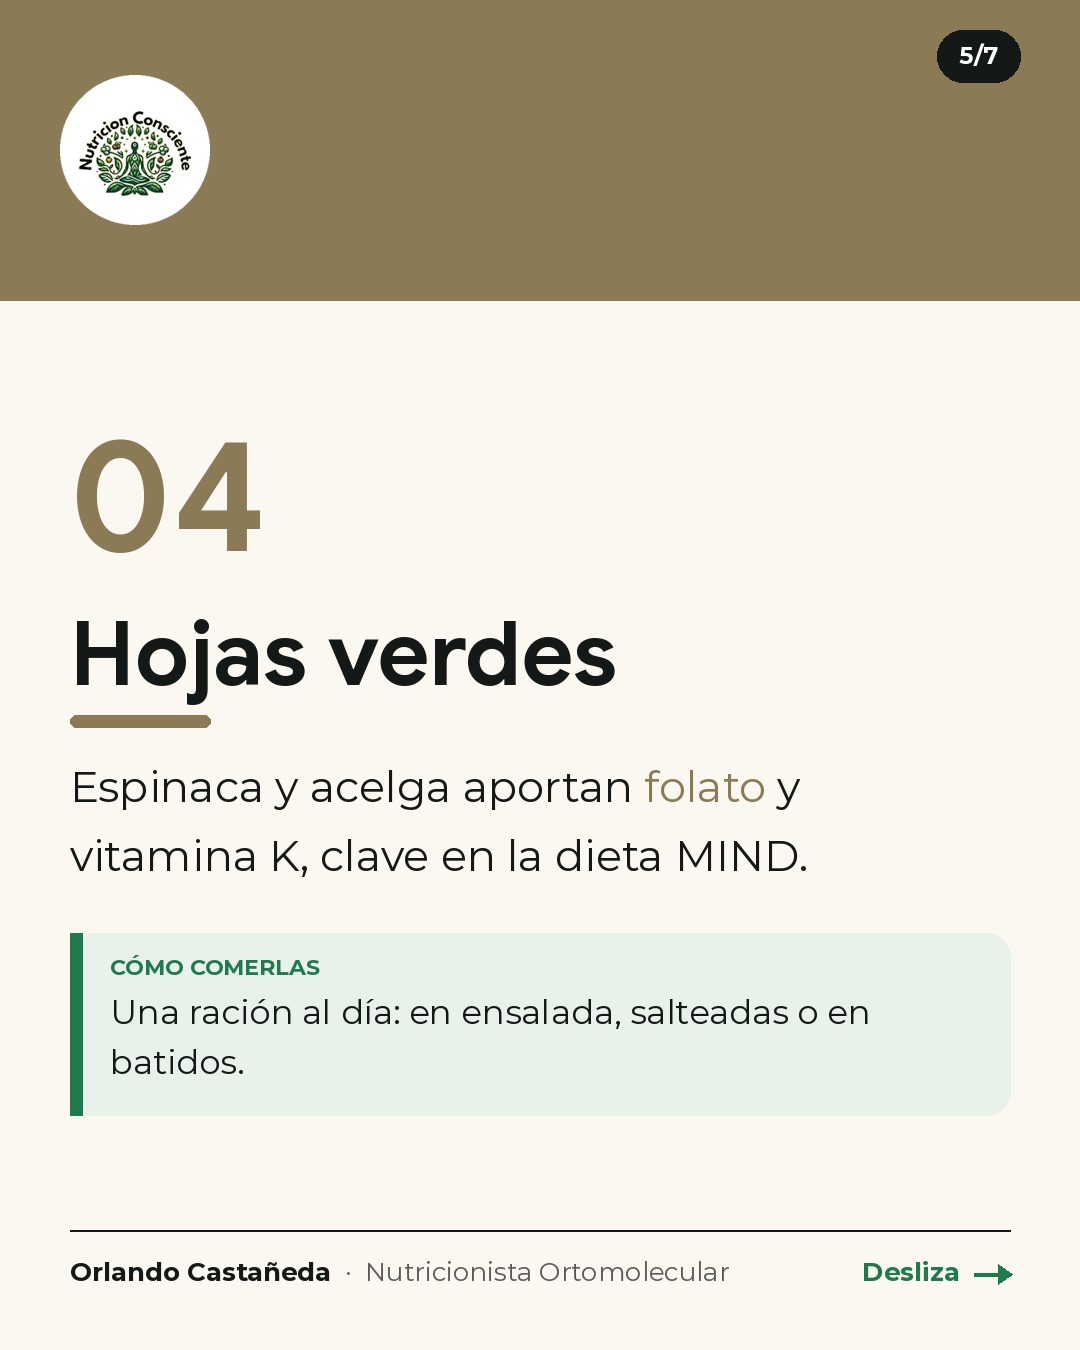 5/7
Nutricion Consciente
04
Hojas verdes
Espinaca y acelga aportan folato y
vitamina K, clave en la dieta MIND.
CÓMO COMERLAS
Una ración al día: en ensalada, salteadas o en
batidos.
Orlando Castañeda · Nutricionista Ortomolecular
Desliza